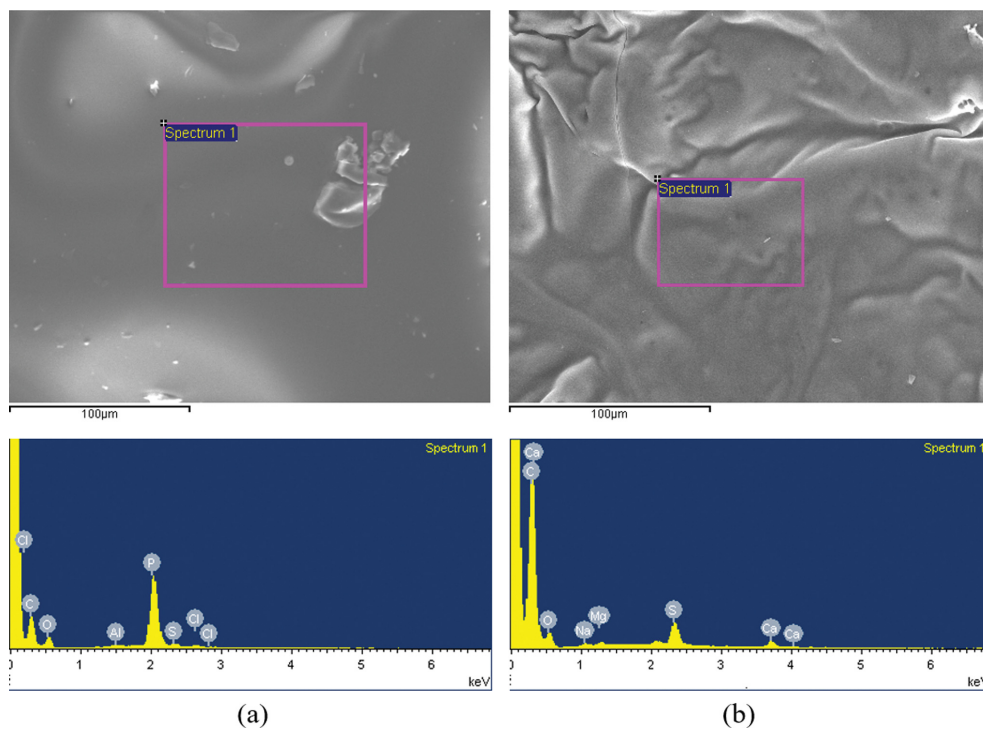 Spectrum 1
Spectrum 1
100µm
100µm
Spectrum 1
Cl
C
O
Al
P
S
Cl
Cl
0 1 2 3 4 5 6
keV
Spectrum 1
Ca
C
O
Na
Mg
S
Ca
Ca
0 1 2 3 4 5 6
keV
(a)
(b)